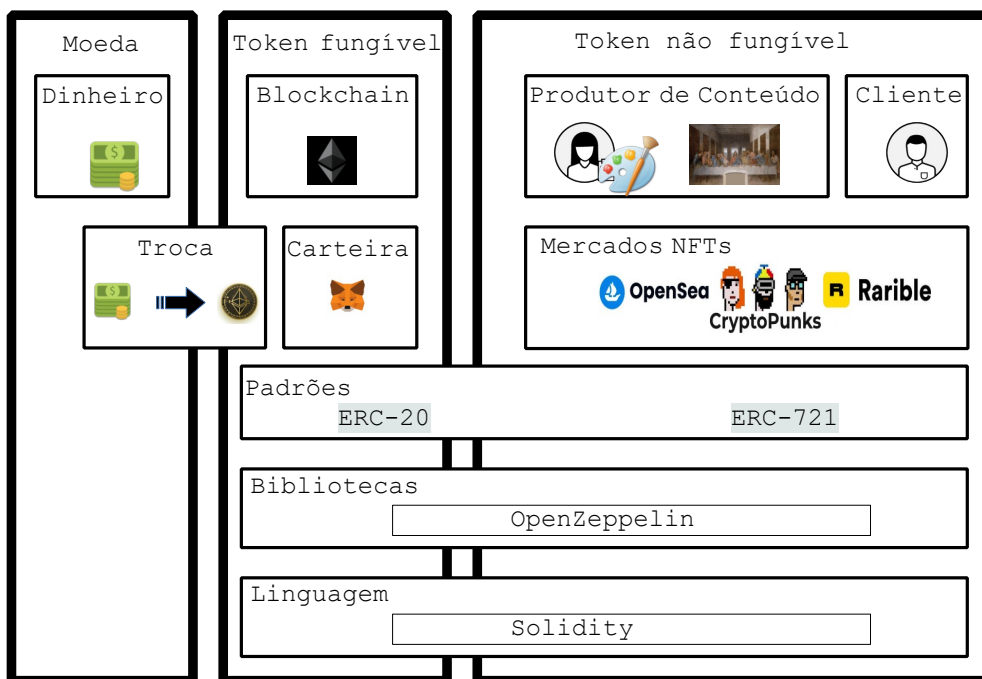 Moeda
Token fungível
Token não fungível
Dinheiro
Blockchain
Produtor de Conteúdo
Cliente
Troca
Carteira
Mercados NFTs
OpenSea
R Rarible
CryptoPunks
Padrões
ERC-20
ERC-721
Bibliotecas
OpenZeppelin
Linguagem
Solidity